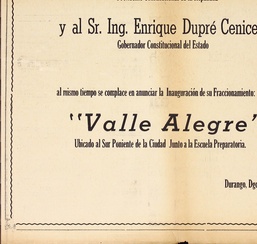 y al Sr. Ing. Enrique Dupré Cenice
Gobernador Constitucional del Estado
al mismo tiempo se complace en anunciar la Inauguración de su Fraccionamiento:
"Valle Alegre"
Ubicado al Sur Poniente de la Ciudad Junto a la Escuela Preparatoria.
Durango, Dgo